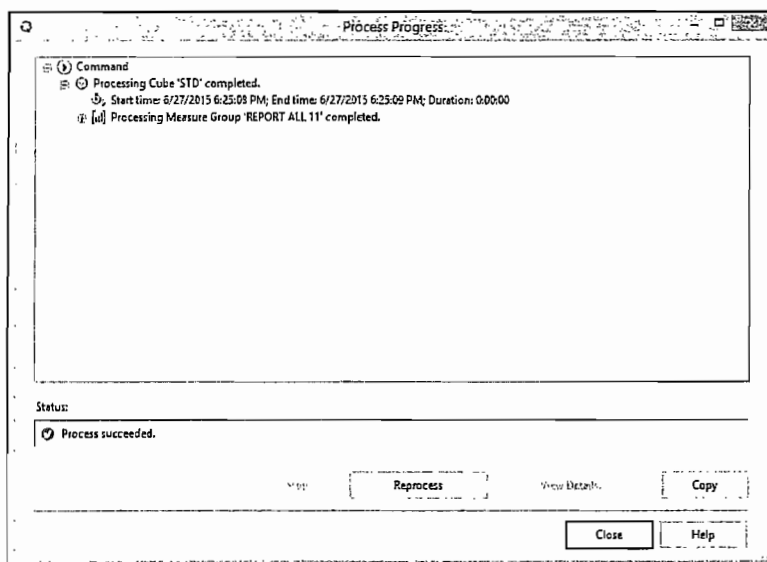 Process Progress
Command
Processing Cube 'STD' completed.
Start time: 6/27/2015 6:25:08 PM; End time: 6/27/2015 6:25:09 PM; Duration: 0:00:00
Processing Measure Group 'REPORT ALL 11' completed.
Status:
Process succeeded.
Stop Reprocess View Details. Copy
Close Help